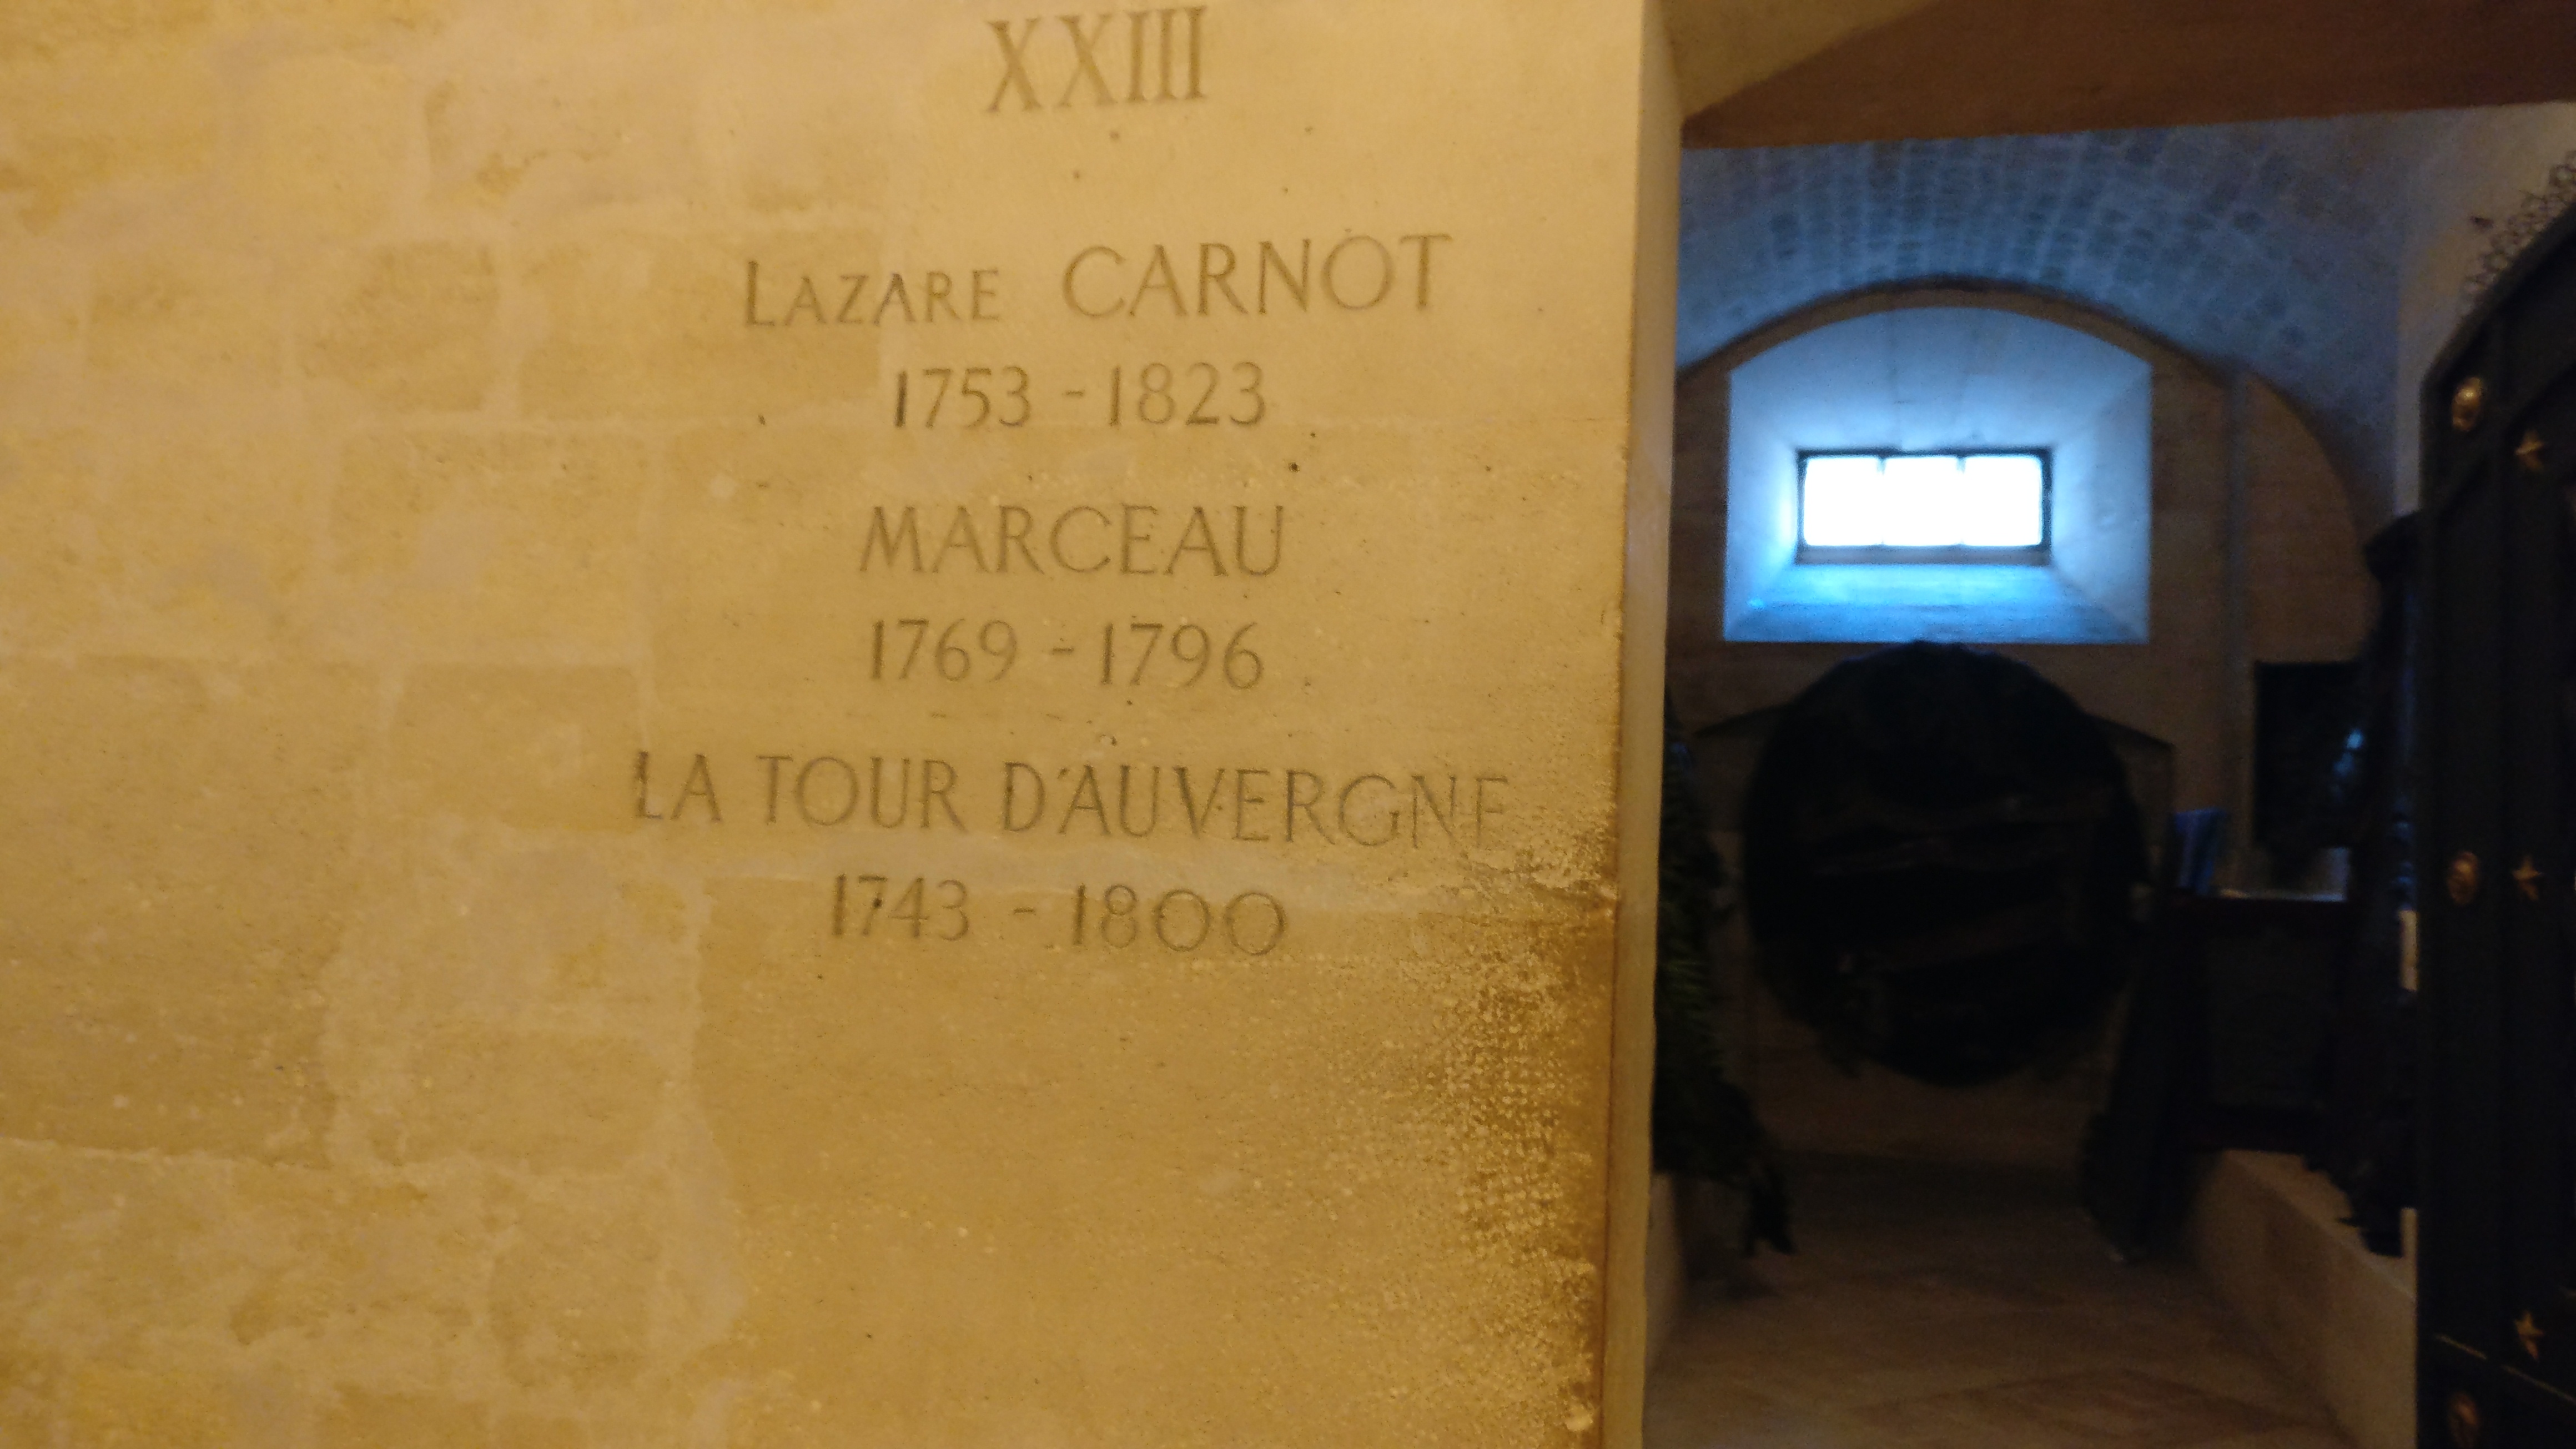 XXIII
LAZARE CARNOT
1753 - 1823
MARCEAU
1769 - 1796
LA TOUR D'AUVERGNE
1743 - 1800